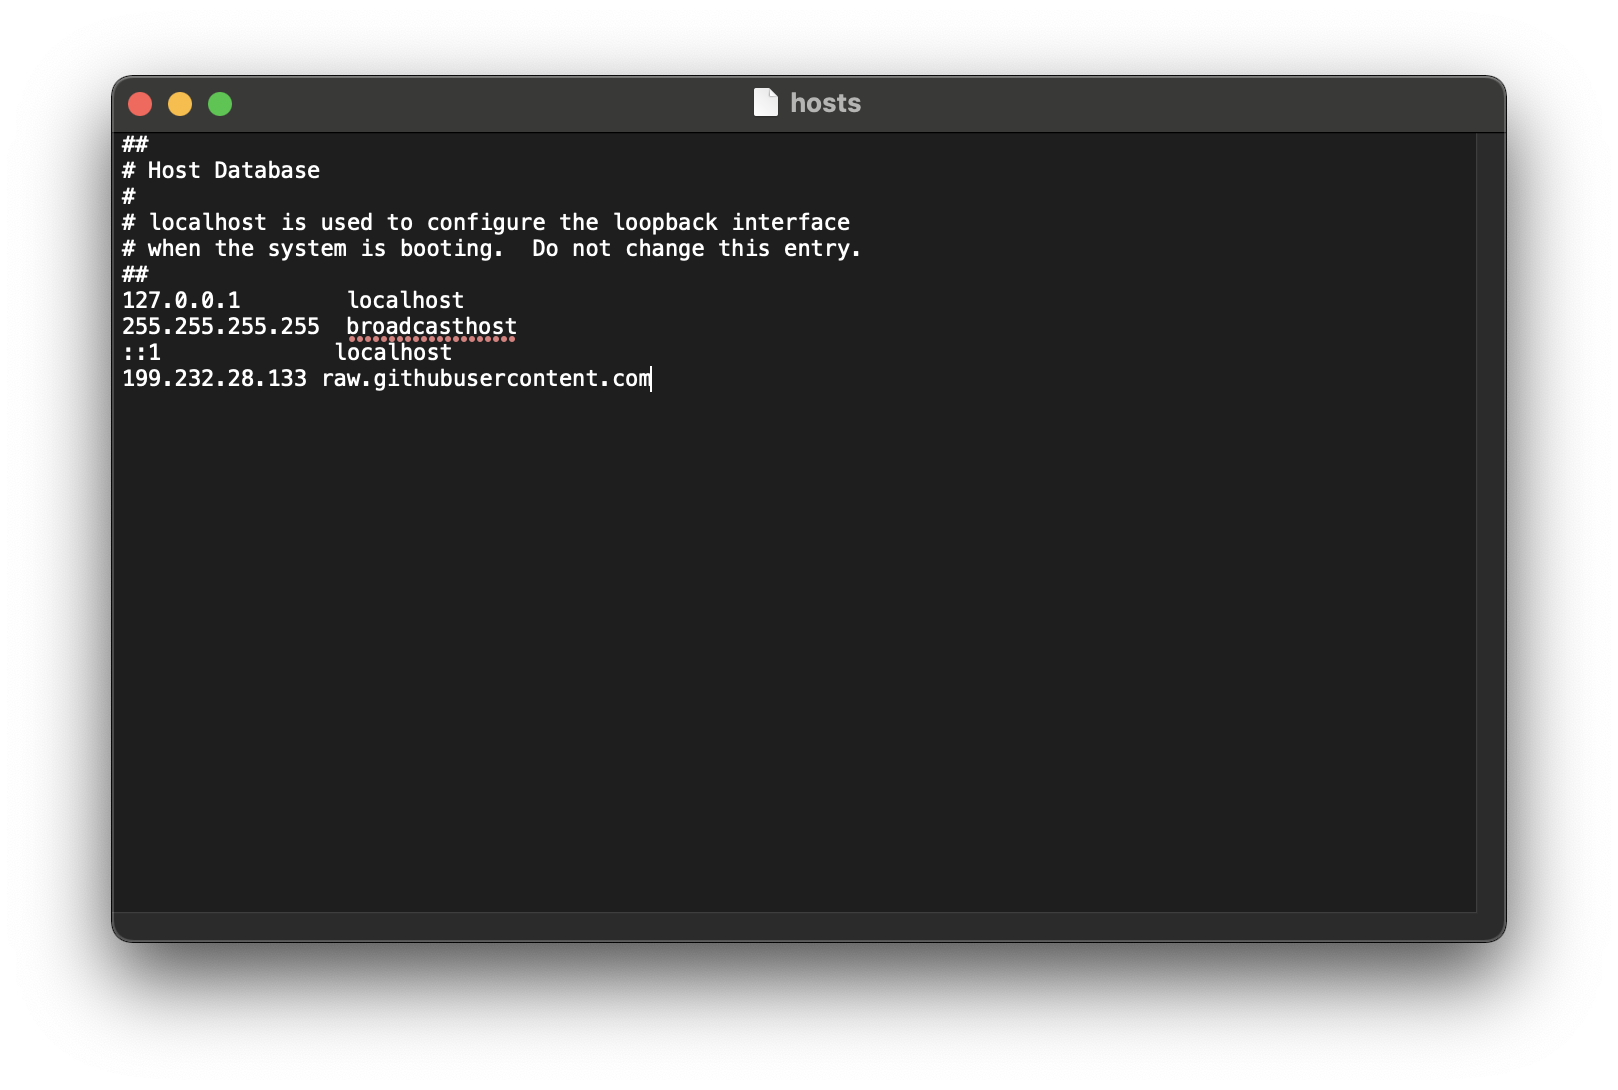 hosts
##
# Host Database
#
# localhost is used to configure the loopback interface
# when the system is booting.  Do not change this entry.
##
127.0.0.1        localhost
255.255.255.255  broadcasthost
::1             localhost
199.232.28.133 raw.githubusercontent.com